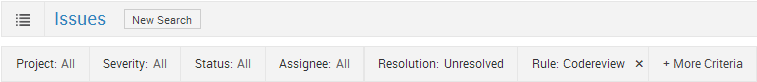 Issues New Search
Project: All Severity: All Status: All Assignee: All Resolution: Unresolved Rule: Codereview × + More Criteria